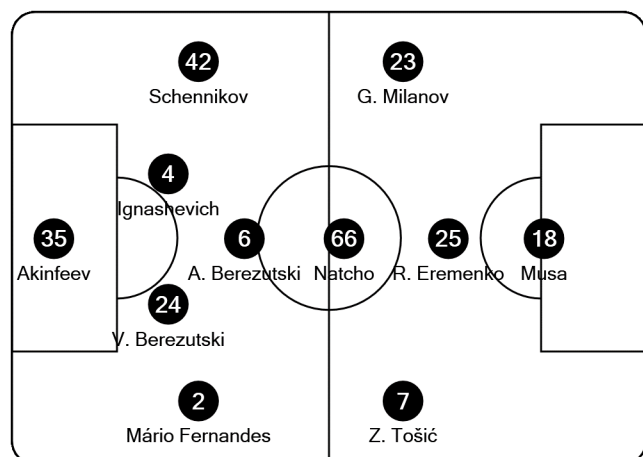 42
Schennikov
23
G. Milanov
4
Ignashevich
35
Akinfeev
6
A. Berezutski
66
Natcho
25
R. Eremenko
18
Musa
24
V. Berezutski
2
Mário Fernandes
7
Z. Tošić